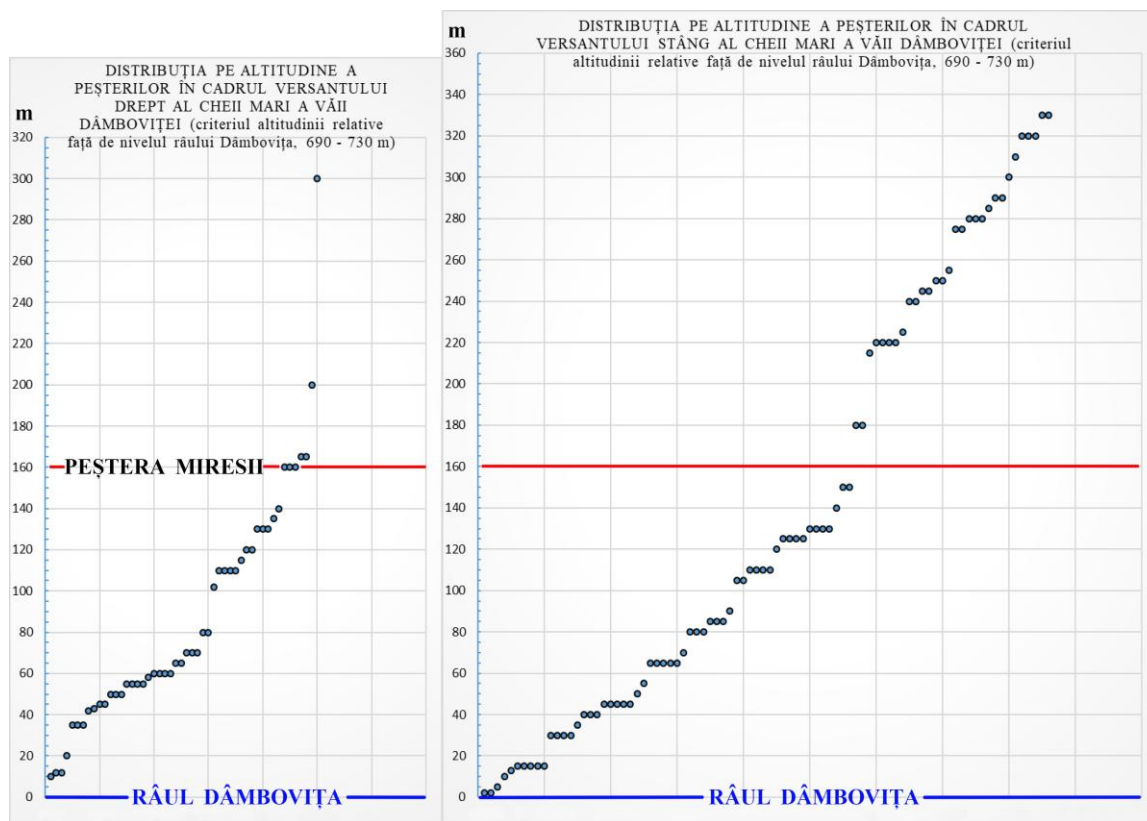 DISTRIBUȚIA PE ALTITUDINE A
PEȘTERILOR ÎN CADRUL VERSANTULUI
DREPT AL CHEII MARI A VĂII
DÂMBOVIȚEI (criteriul altitudinii relative
față de nivelul râului Dâmbovița, 690 - 730 m)
m
320
300
280
260
240
220
200
180
160
140
120
100
80
60
40
20
0
PEȘTERA MIRESII
RÂUL DÂMBOVIȚA
DISTRIBUȚIA PE ALTITUDINE A PEȘTERILOR ÎN CADRUL
VERSANTULUI STÂNG AL CHEII MARI A VĂII DÂMBOVIȚEI (criteriul
altitudinii relative față de nivelul râului Dâmbovița, 690 - 730 m)
m
360
340
320
300
280
260
240
220
200
180
160
140
120
100
80
60
40
20
0
RÂUL DÂMBOVIȚA